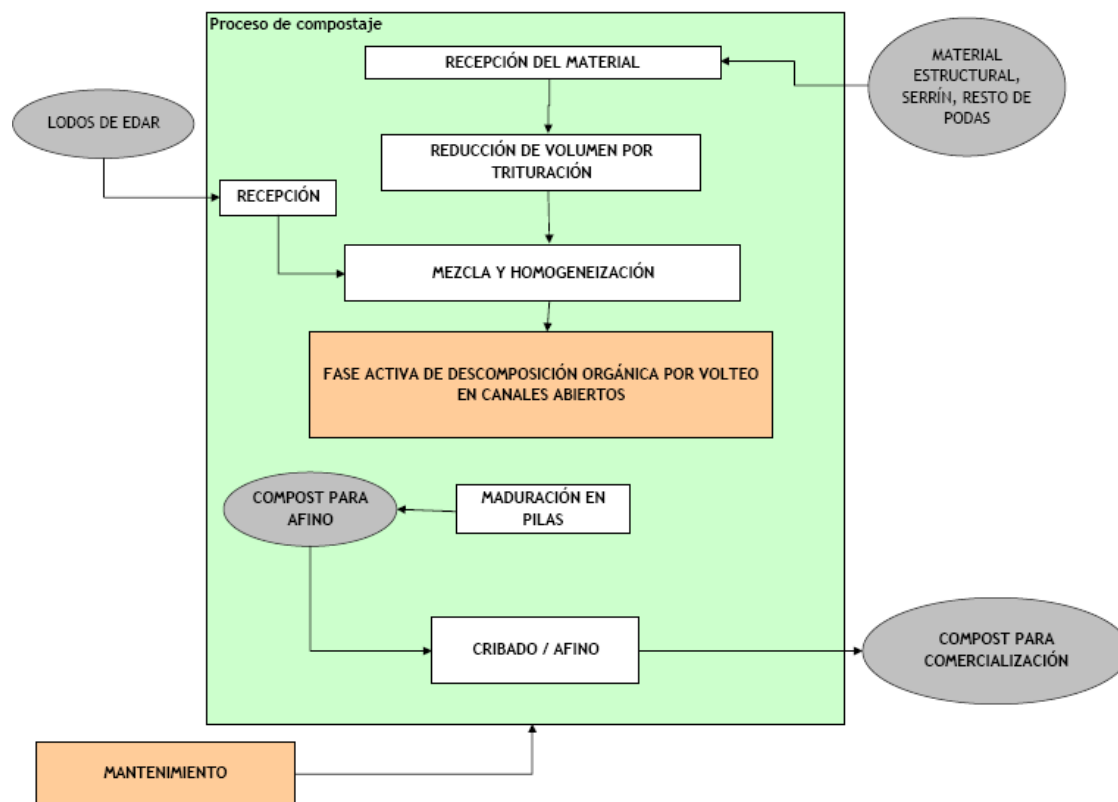 Proceso de compostaje
RECEPCIÓN DEL MATERIAL
MATERIAL
ESTRUCTURAL,
SERRÍN, RESTO DE
PODAS
LODOS DE EDAR
REDUCCIÓN DE VOLUMEN POR
TRITURACIÓN
RECEPCIÓN
MEZCLA Y HOMOGENEIZACIÓN
FASE ACTIVA DE DESCOMPOSICIÓN ORGÁNICA POR VOLTEO
EN CANALES ABIERTOS
COMPOST PARA
AFINO
MADURACIÓN EN
PILAS
CRIBADO / AFINO
COMPOST PARA
COMERCIALIZACIÓN
MANTENIMIENTO